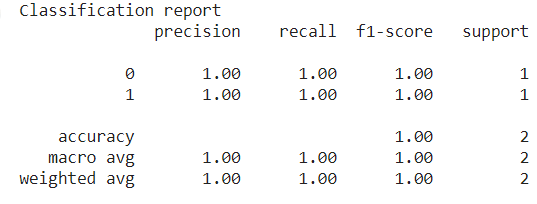 Classification report
precision recall f1-score support
0 1.00 1.00 1.00 1
1 1.00 1.00 1.00 1
accuracy 1.00 2
macro avg 1.00 1.00 1.00 2
weighted avg 1.00 1.00 1.00 2